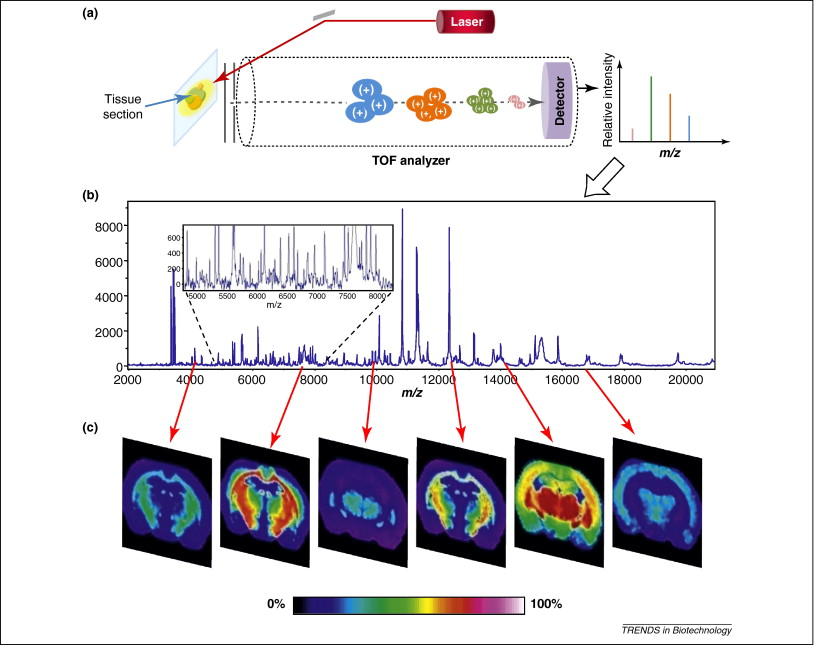 (a)
Laser
Tissue
section
(+)
(+)
(+)
Detector
TOF analyzer
Relative intensity
m/z
(b)
8000
6000
4000
2000
0
600
400
200
0
5000 5500 6000 6500 7000 7500 8000
m/z
2000 4000 6000 8000 10000 12000 14000 16000 18000 20000
m/z
(c)
0% 100%
TRENDS in Biotechnology